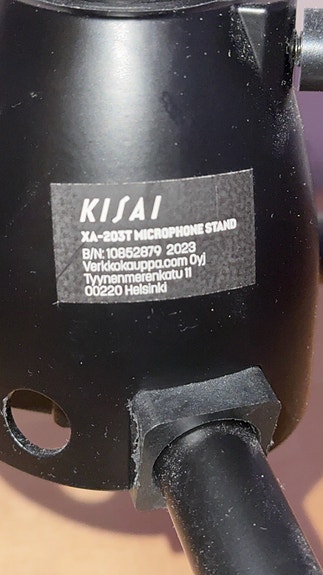 KISAI
XA-203T MICROPHONE STAND
B/N: 10852879 2023
Verkkokauppa.com Oyj
Tyynenmerenkatu 11
00220 Helsinki